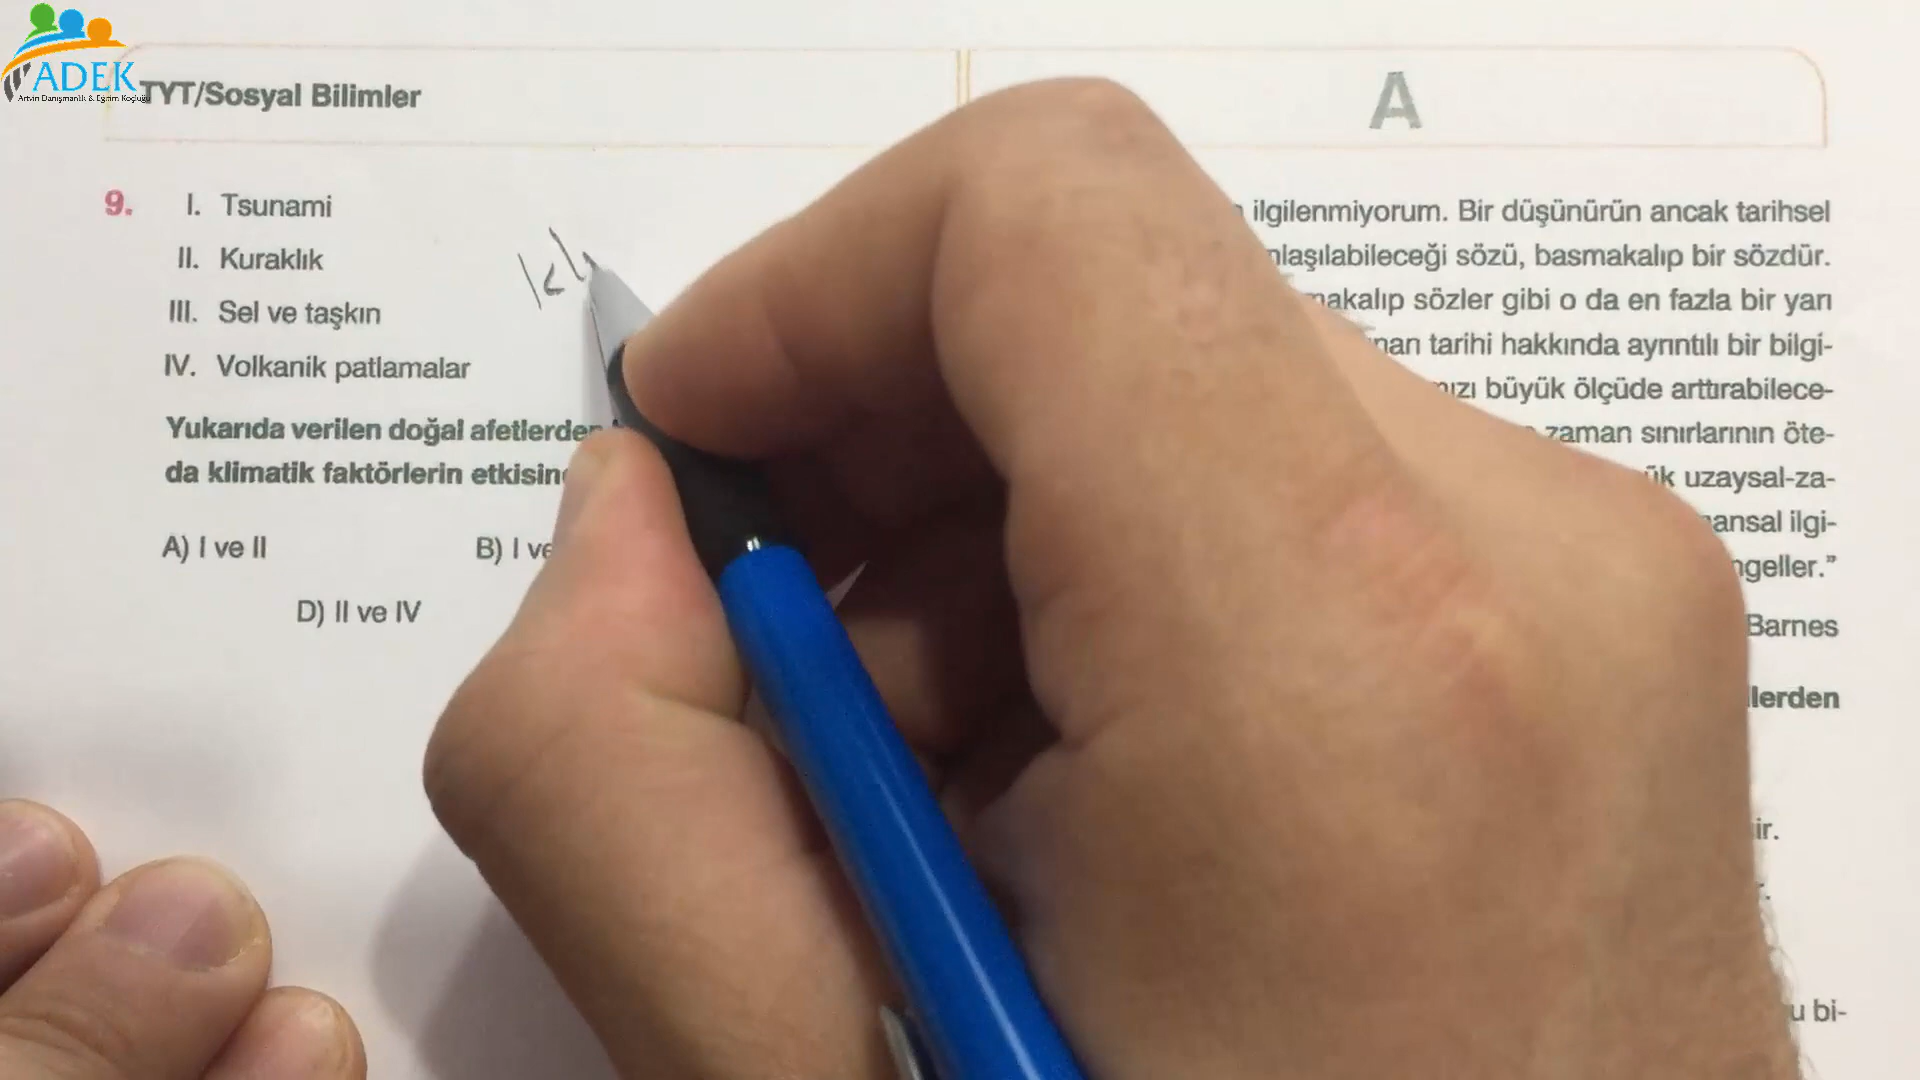 ADEK
Artvin Danışmanlık & Eğitim Koçluğu
TYT/Sosyal Bilimler
A
9. I. Tsunami
II. Kuraklık
III. Sel ve taşkın
IV. Volkanik patlamalar
Yukarıda verilen doğal afetlerden
da klimatik faktörlerin etkisin
A) I ve II
B) I ve
D) II ve IV
ilgilenmiyorum. Bir düşünürün ancak tarihsel
nlaşılabileceği sözü, basmakalıp bir sözdür.
makalıp sözler gibi o da en fazla bir yarı
nan tarihi hakkında ayrıntılı bir bilgi-
mızı büyük ölçüde arttırabilece-
zaman sınırlarının öte-
ük uzaysal-za-
ansal ilgi-
ngeller.”
Barnes
llerden
ir.
u bi-